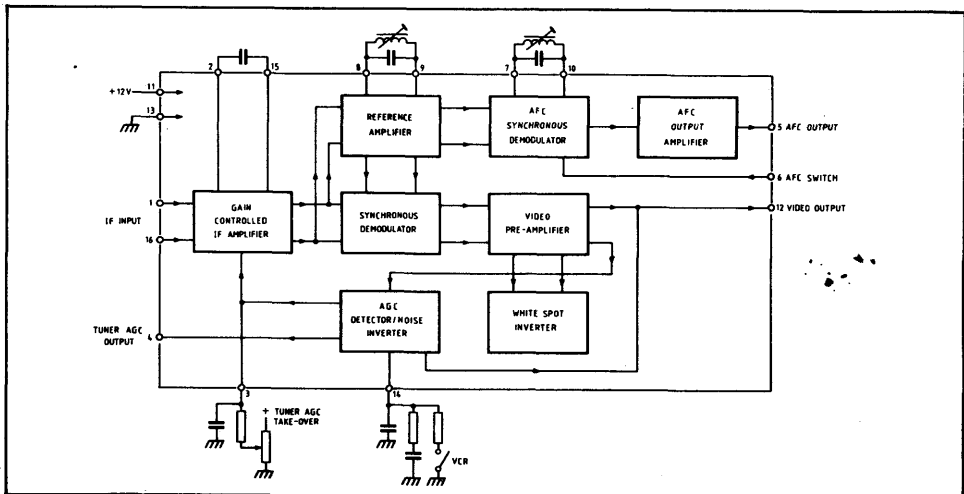 8
9
7
10
2
15
11
+12V
13
REFERENCE
AMPLIFIER
AFC
SYNCHRONOUS
DEMODULATOR
AFC
OUTPUT
AMPLIFIER
5 AFC OUTPUT
6 AFC SWITCH
12 VIDEO OUTPUT
1
IF INPUT
16
GAIN
CONTROLLED
IF AMPLIFIER
SYNCHRONOUS
DEMODULATOR
VIDEO
PRE-AMPLIFIER
AGC
DETECTOR/NOISE
INVERTER
WHITE SPOT
INVERTER
TUNER AGC
OUTPUT
4
3
14
+ TUNER AGC
TAKE-OVER
VCR